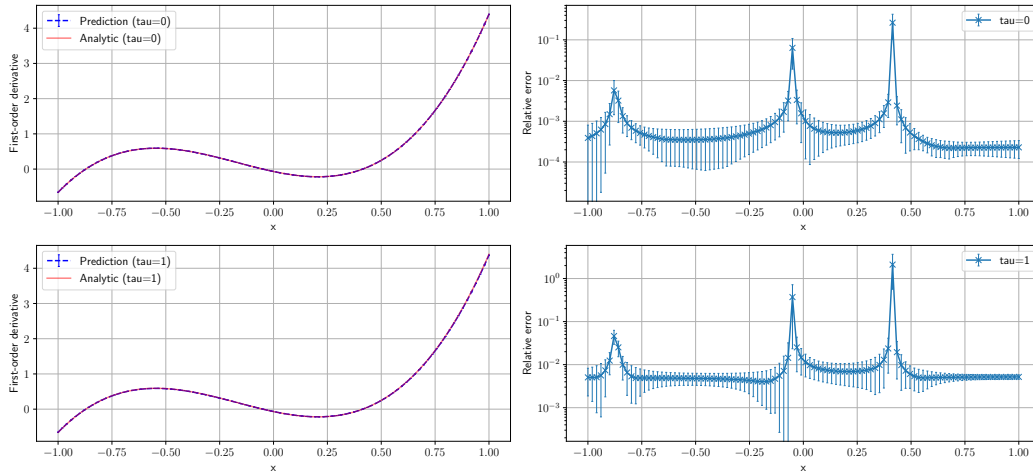 Prediction (tau=0)
Analytic (tau=0)
First-order derivative
4
3
2
1
0
−1.00 −0.75 −0.50 −0.25 0.00 0.25 0.50 0.75 1.00
x
tau=0
Relative error
10−1
10−2
10−3
10−4
−1.00 −0.75 −0.50 −0.25 0.00 0.25 0.50 0.75 1.00
x
Prediction (tau=1)
Analytic (tau=1)
First-order derivative
4
3
2
1
0
−1.00 −0.75 −0.50 −0.25 0.00 0.25 0.50 0.75 1.00
x
tau=1
Relative error
100
10−1
10−2
10−3
−1.00 −0.75 −0.50 −0.25 0.00 0.25 0.50 0.75 1.00
x